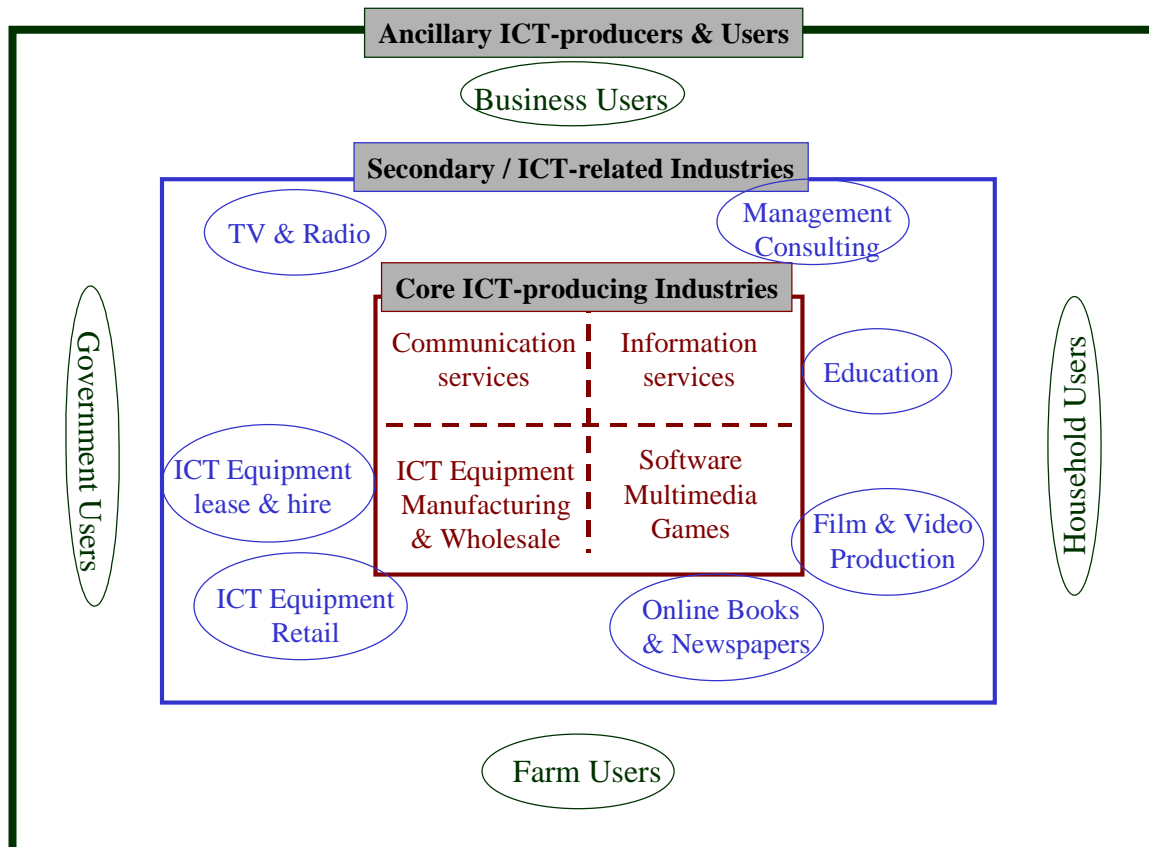 Ancillary ICT-producers & Users
Business Users
Secondary / ICT-related Industries
TV & Radio
Management
Consulting
Core ICT-producing Industries
Communication
services
Information
services
Education
Government Users
Household Users
ICT Equipment
lease & hire
ICT Equipment
Manufacturing
& Wholesale
Software
Multimedia
Games
Film & Video
Production
ICT Equipment
Retail
Online Books
& Newspapers
Farm Users